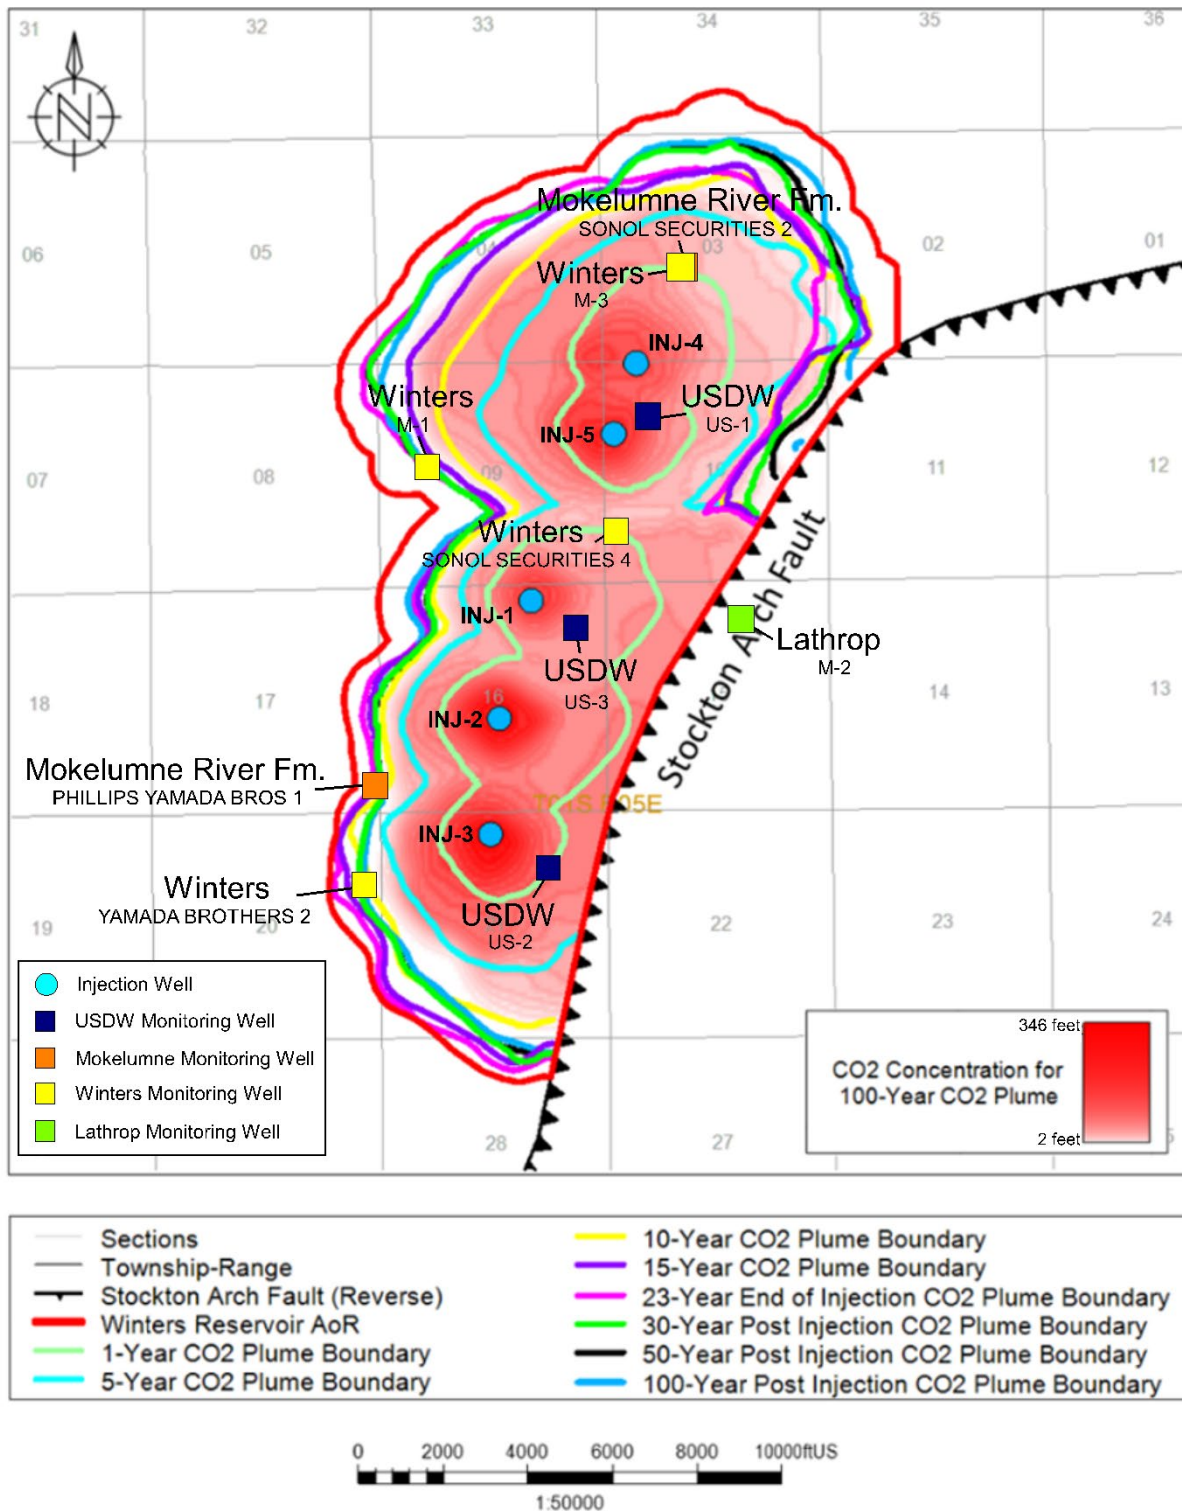 31
32
33
34
35
36
N
Mokelumne River Fm.
SONOL SECURITIES 2
06
05
04
03
02
01
Winters
M-3
INJ-4
Winters
M-1
USDW
US-1
INJ-5
07
08
09
10
11
12
Winters
SONOL SECURITIES 4
INJ-1
Stockton Arch Fault
Lathrop
M-2
USDW
US-3
18
17
16
14
13
INJ-2
Mokelumne River Fm.
PHILLIPS YAMADA BROS 1
T01S R05E
INJ-3
Winters
YAMADA BROTHERS 2
USDW
US-2
19
20
22
23
24
Injection Well
USDW Monitoring Well
Mokelumne Monitoring Well
Winters Monitoring Well
Lathrop Monitoring Well
346 feet
CO2 Concentration for
100-Year CO2 Plume
2 feet
28
27
Sections
Township-Range
Stockton Arch Fault (Reverse)
Winters Reservoir AoR
1-Year CO2 Plume Boundary
5-Year CO2 Plume Boundary
10-Year CO2 Plume Boundary
15-Year CO2 Plume Boundary
23-Year End of Injection CO2 Plume Boundary
30-Year Post Injection CO2 Plume Boundary
50-Year Post Injection CO2 Plume Boundary
100-Year Post Injection CO2 Plume Boundary
0 2000 4000 6000 8000 10000ftUS
1:50000